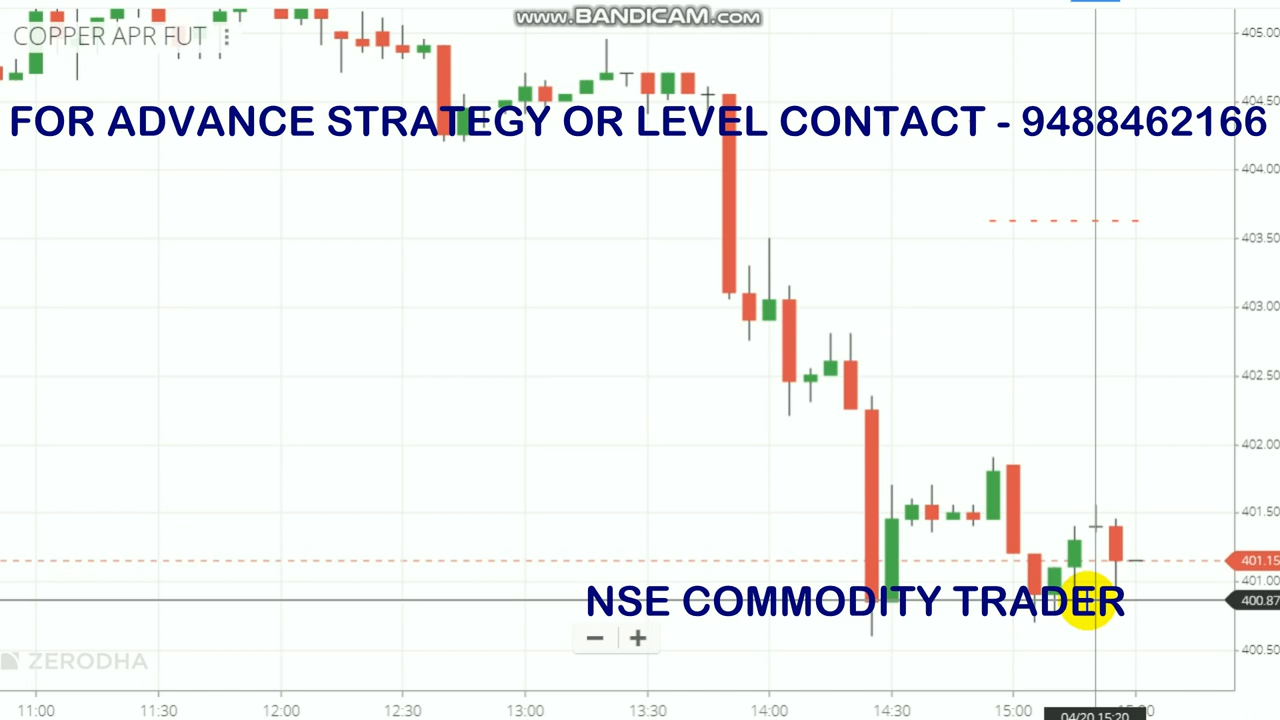 www.BANDICAM.com
COPPER APR FUT
405.00
FOR ADVANCE STRATEGY OR LEVEL CONTACT - 9488462166
404.50
404.00
403.50
403.00
402.50
402.00
401.50
401.15
401.00
NSE COMMODITY TRADER
400.87
− +
400.50
ZERODHA
11:00 11:30 12:00 12:30 13:00 13:30 14:00 14:30 15:00
04/20 15:20